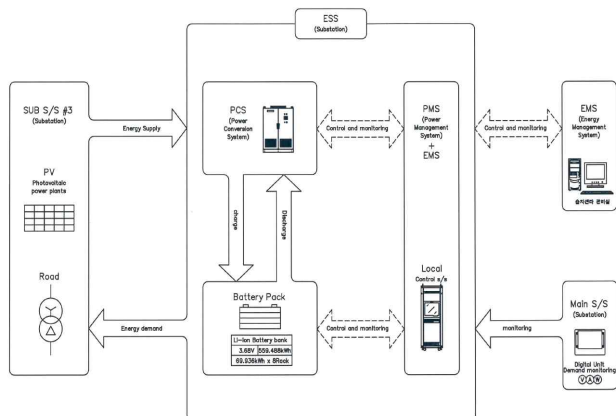 ESS
(Substation)
SUB S/S #3
(Substation)
PV
Photovoltaic
power plants
Road
Energy Supply
Energy demand
PCS
(Power
Conversion
System)
charge
Discharge
Battery Pack
Li-Ion Battery bank
3.68V 559.488kWh
69.936kWh x 8Rack
Control and monitoring
Control and monitoring
PMS
(Power
Management
System)
+
EMS
Local
Control s/s
Control and monitoring
monitoring
EMS
(Energy
Management
System)
Main S/S
(Substation)
Digital Unit
Demand monitoring
V A W